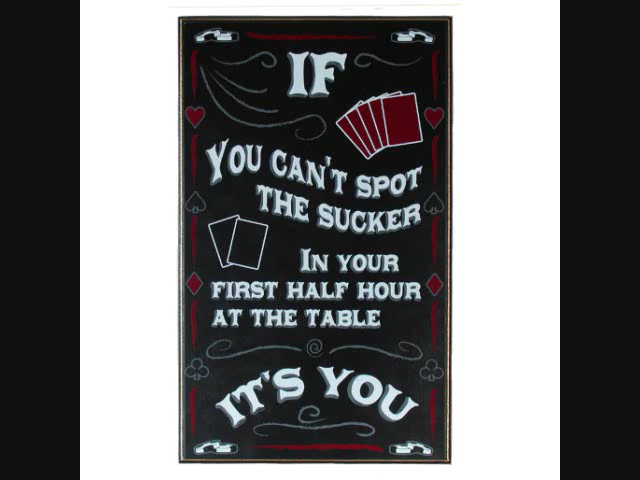 IF
YOU CAN'T SPOT
THE SUCKER
IN YOUR
FIRST HALF HOUR
AT THE TABLE
IT'S YOU